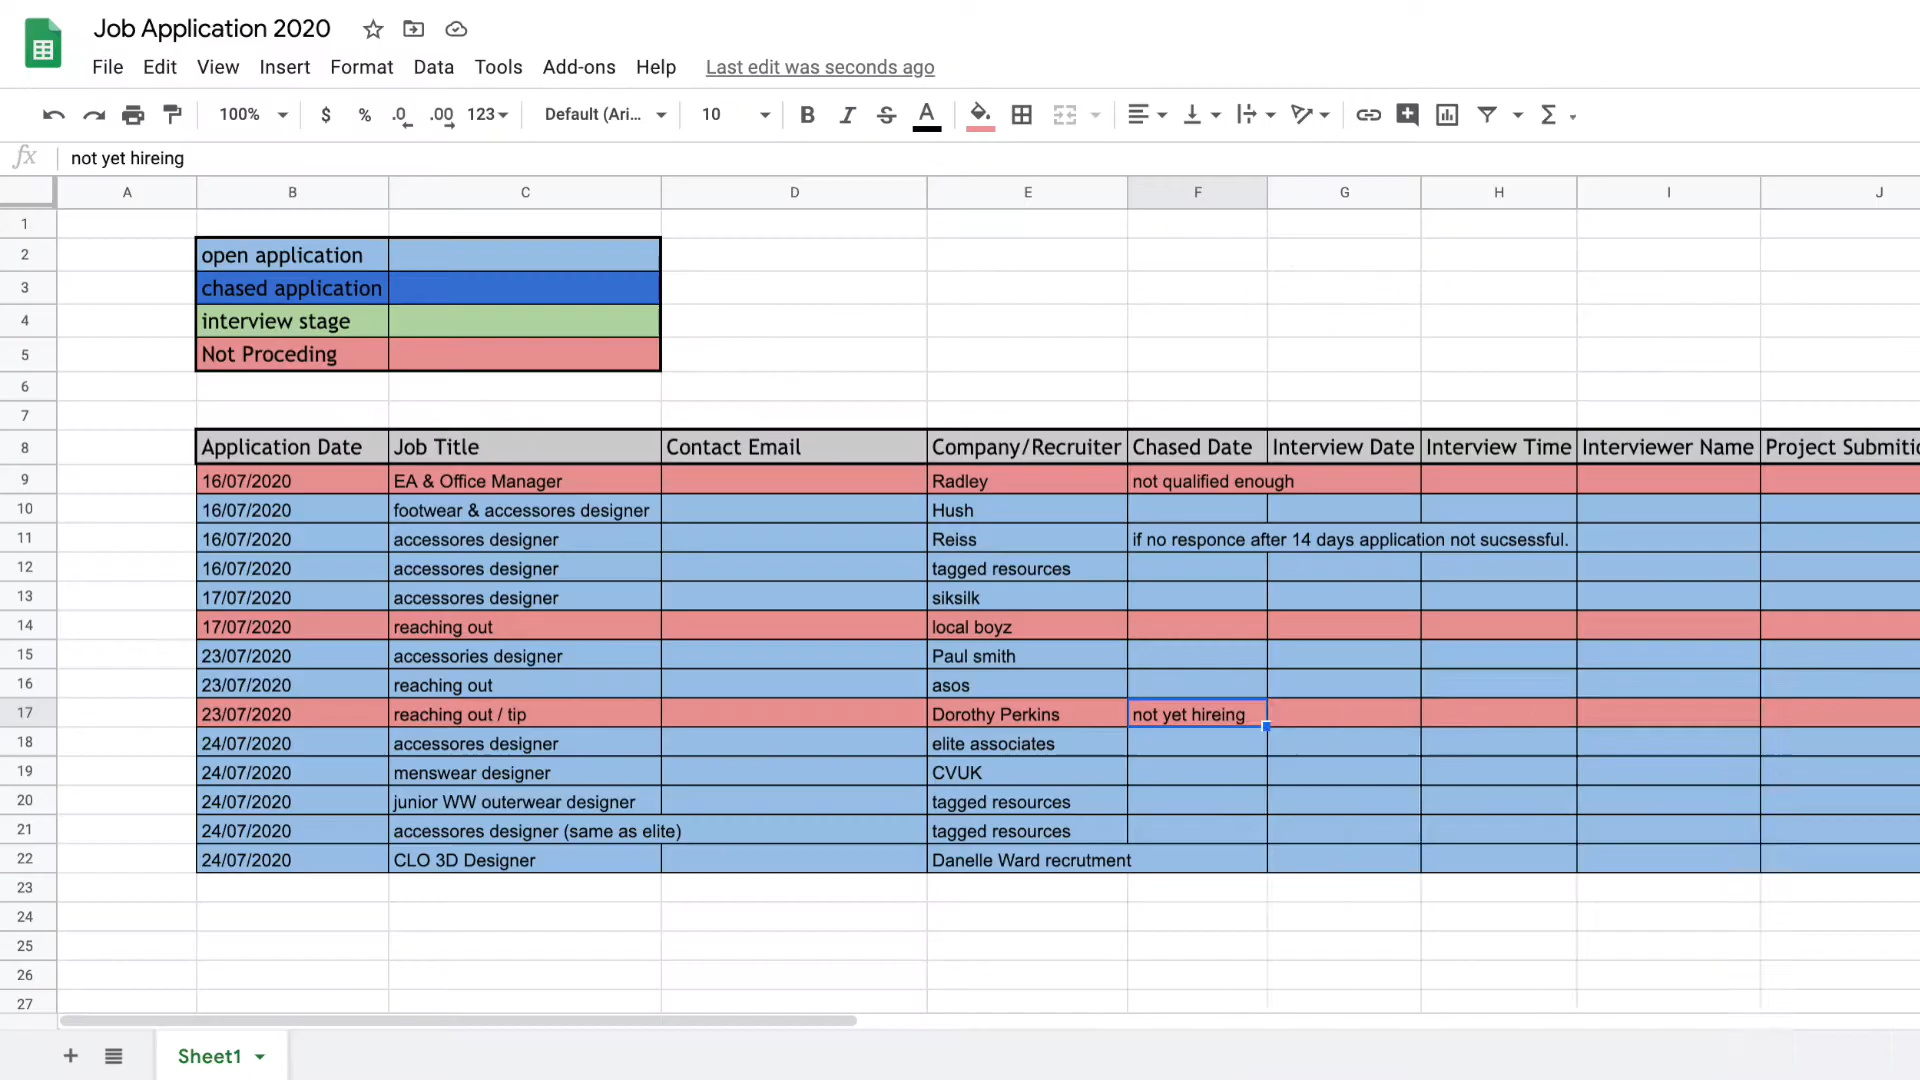 Job Application 2020
File Edit View Insert Format Data Tools Add-ons Help Last edit was seconds ago
100% $ % .0 .00 123 Default (Ari... 10 B I S A Σ
fx not yet hireing
A B C D E F G H I J
1
2 open application
3 chased application
4 interview stage
5 Not Proceding
6
7
8 Application Date Job Title Contact Email Company/Recruiter Chased Date Interview Date Interview Time Interviewer Name Project Submitic
9 16/07/2020 EA & Office Manager Radley not qualified enough
10 16/07/2020 footwear & accessores designer Hush
11 16/07/2020 accessores designer Reiss if no responce after 14 days application not sucsessful.
12 16/07/2020 accessores designer tagged resources
13 17/07/2020 accessores designer siksilk
14 17/07/2020 reaching out local boyz
15 23/07/2020 accessories designer Paul smith
16 23/07/2020 reaching out asos
17 23/07/2020 reaching out / tip Dorothy Perkins not yet hireing
18 24/07/2020 accessores designer elite associates
19 24/07/2020 menswear designer CVUK
20 24/07/2020 junior WW outerwear designer tagged resources
21 24/07/2020 accessores designer (same as elite) tagged resources
22 24/07/2020 CLO 3D Designer Danelle Ward recrutment
23
24
25
26
27
Sheet1